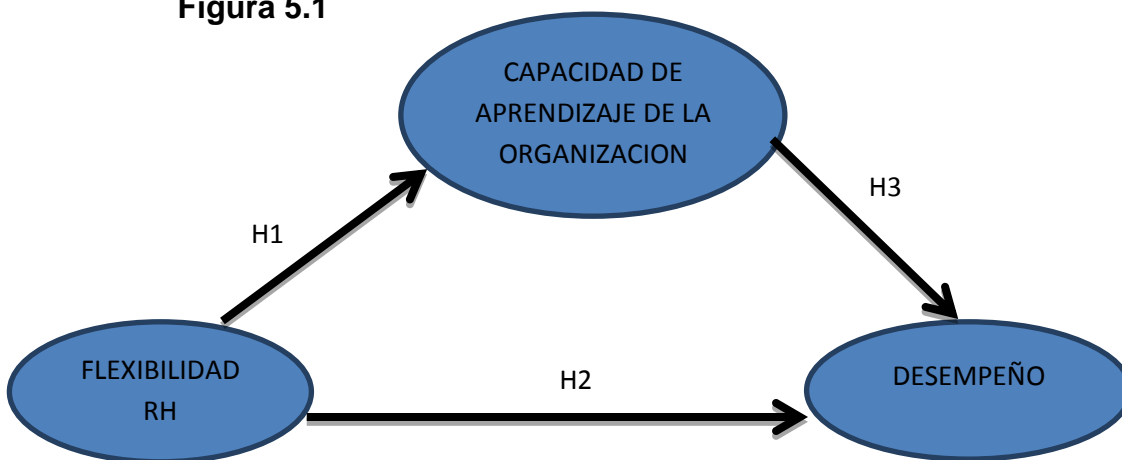 Figura 5.1
CAPACIDAD DE
APRENDIZAJE DE LA
ORGANIZACION
H3
H1
FLEXIBILIDAD
RH
H2
DESEMPEÑO